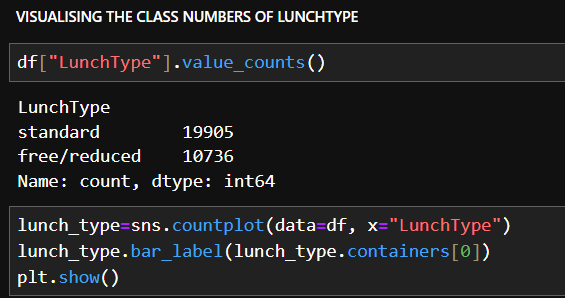 VISUALISING THE CLASS NUMBERS OF LUNCHTYPE
df["LunchType"].value_counts()
LunchType
standard        19905
free/reduced    10736
Name: count, dtype: int64
lunch_type=sns.countplot(data=df, x="LunchType")
lunch_type.bar_label(lunch_type.containers[0])
plt.show()